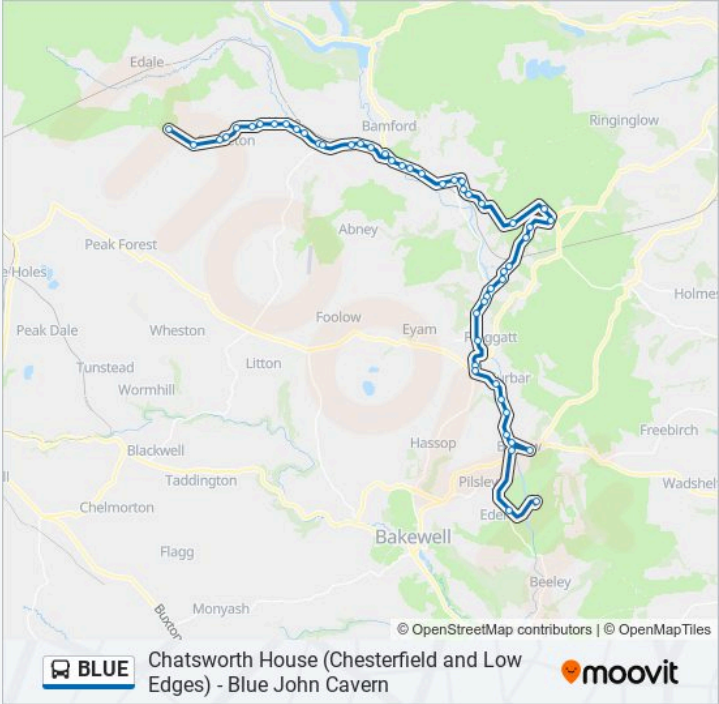 Edale
Bamford
Ringinglow
Abney
Peak Forest
e Holes
Holmes
Foolow
Eyam
Peak Dale
Wheston
Litton
Tunstead
Wormhill
Freebirch
Hassop
Blackwell
Taddington
Pilsley
Wadshel
Chelmorton
Bakewell
Flagg
Beeley
Monyash
Buxton
© OpenStreetMap contributors | © OpenMapTiles
BLUE
Chatsworth House (Chesterfield and Low
Edges) - Blue John Cavern
moovit